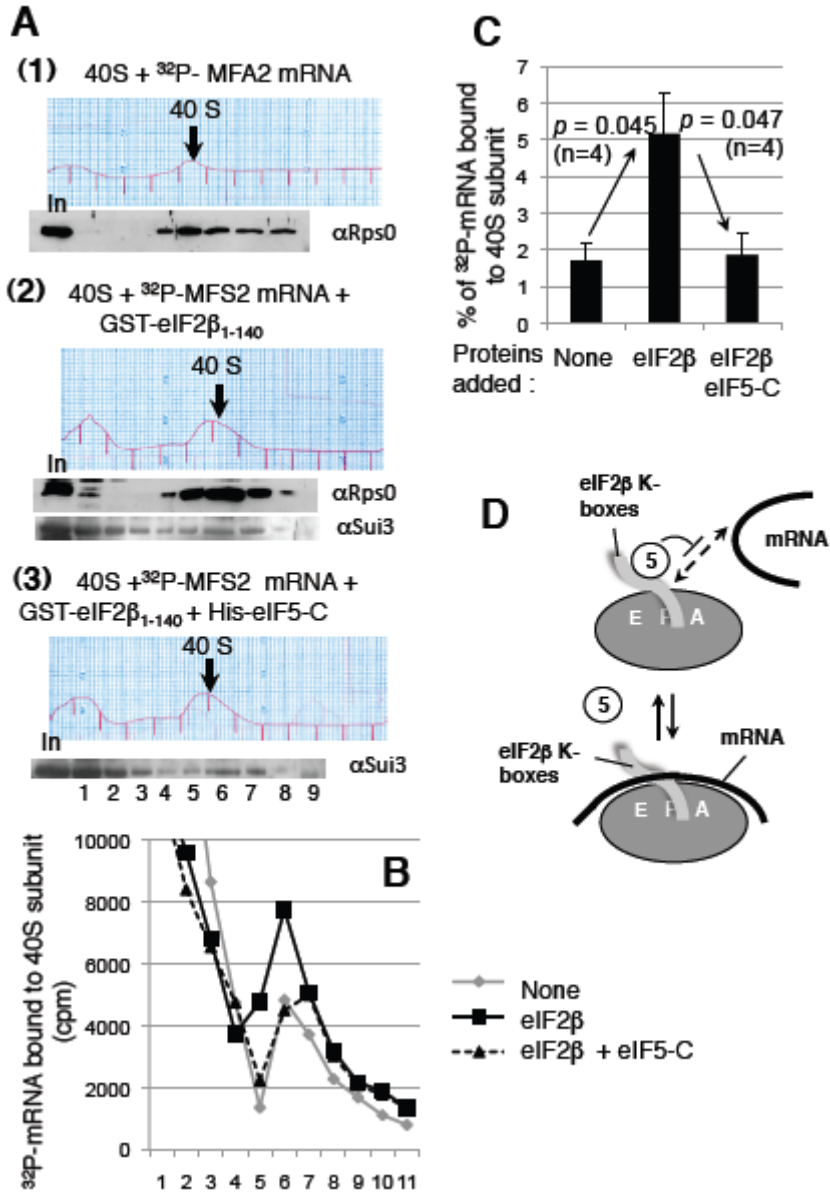 A
(1) 40S + ³²P- MFA2 mRNA
40 S
In
αRps0
(2) 40S + ³²P-MFS2 mRNA +
GST-eIF2β₁₋₁₄₀
40 S
In
αRps0
αSui3
(3) 40S +³²P-MFS2 mRNA +
GST-eIF2β₁₋₁₄₀ + His-eIF5-C
40 S
In
αSui3
1 2 3 4 5 6 7 8 9
B
³²P-mRNA bound to 40S subunit
(cpm)
10000
8000
6000
4000
2000
0
1 2 3 4 5 6 7 8 9 10 11
None
eIF2β
eIF2β + eIF5-C
C
% of ³²P-mRNA bound
to 40S subunit
7
6
5
4
3
2
1
0
p = 0.045
(n=4)
p = 0.047
(n=4)
Proteins
added :
None
eIF2β
eIF2β
eIF5-C
D
eIF2β K-
boxes
5
mRNA
E P A
5
eIF2β K-
boxes
mRNA
E P A